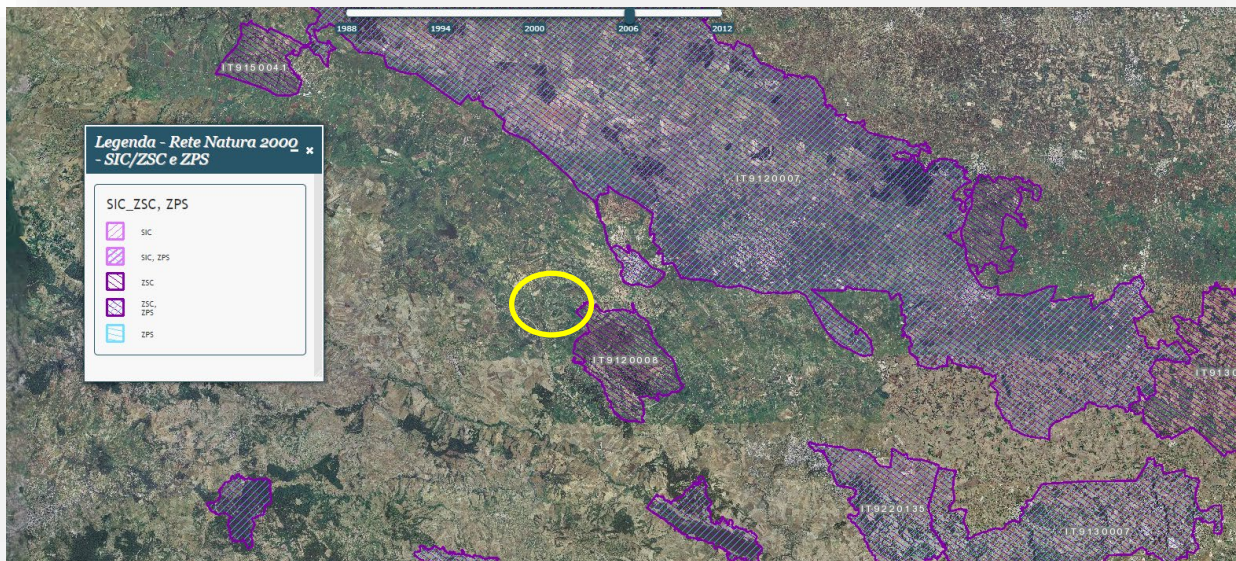 1988 1994 2000 2006 2012
IT9150041
Legenda - Rete Natura 2000
- SIC/ZSC e ZPS
SIC_ZSC, ZPS
SIC
SIC, ZPS
ZSC
ZSC,
ZPS
ZPS
IT9120007
IT9120008
IT9130
IT9220135
IT9130007